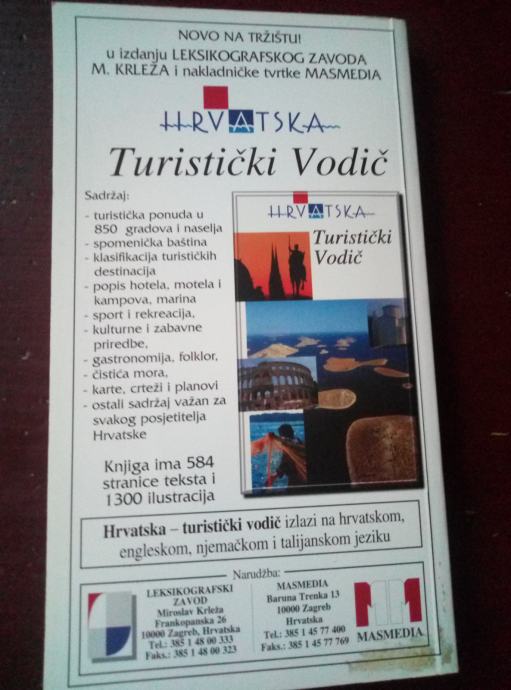 NOVO NA TRŽIŠTU!
u izdanju LEKSIKOGRAFSKOG ZAVODA
M. KRLEŽA i nakladničke tvrtke MASMEDIA
HRVATSKA
Turistički Vodič
Sadržaj:
- turistička ponuda u
850 gradova i naselja
- spomenička baština
- klasifikacija turističkih
destinacija
- popis hotela, motela i
kampova, marina
- sport i rekreacija,
- kulturne i zabavne
priredbe,
- gastronomija, folklor,
- čistića mora,
- karte, crteži i planovi
- ostali sadržaj važan za
svakog posjetitelja
Hrvatske
Knjiga ima 584
stranice teksta i
1300 ilustracija
HRVATSKA
Turistički
Vodič
Hrvatska – turistički vodič izlazi na hrvatskom,
engleskom, njemačkom i talijanskom jeziku
Narudžba:
LEKSIKOGRAFSKI
ZAVOD
Miroslav Krleža
Frankopanska 26
10000 Zagreb, Hrvatska
Tel.: 385 1 48 00 333
Faks.: 385 1 48 00 323
MASMEDIA
Baruna Trenka 13
10000 Zagreb
Hrvatska
Tel.: 385 1 45 77 400
Faks.: 385 1 45 77 769
MASMEDIA